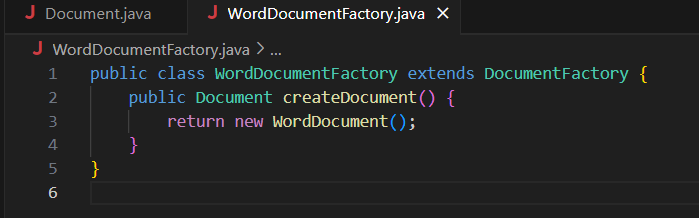 J Document.java
J WordDocumentFactory.java ×
J WordDocumentFactory.java > ...
1 public class WordDocumentFactory extends DocumentFactory {
2     public Document createDocument() {
3         return new WordDocument();
4     }
5 }
6